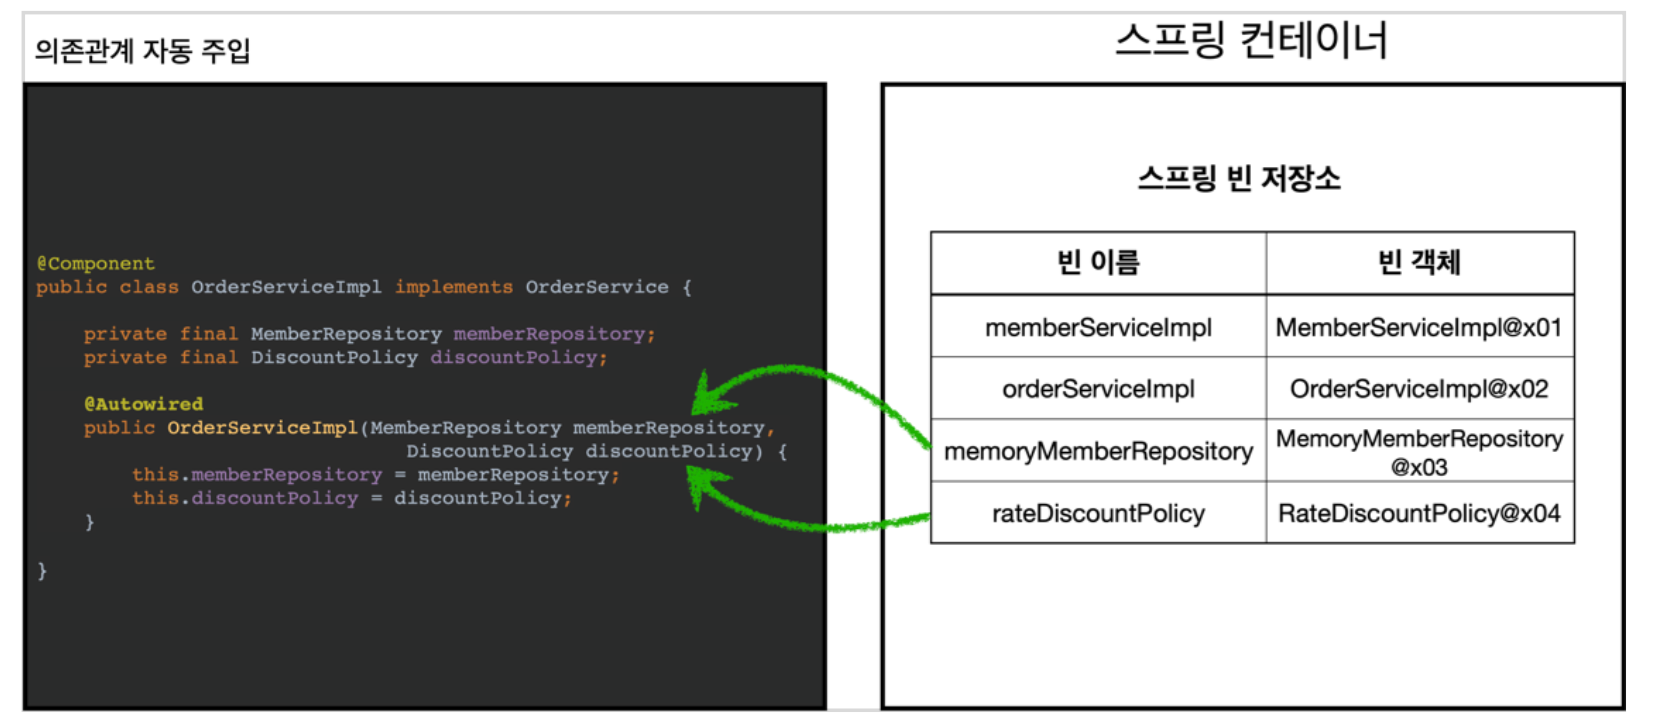 의존관계 자동 주입
@Component
public class OrderServiceImpl implements OrderService {
private final MemberRepository memberRepository;
private final DiscountPolicy discountPolicy;
@Autowired
public OrderServiceImpl(MemberRepository memberRepository,
DiscountPolicy discountPolicy) {
this.memberRepository = memberRepository;
this.discountPolicy = discountPolicy;
}
}
스프링 컨테이너
스프링 빈 저장소
빈 이름 빈 객체
memberServiceImpl MemberServiceImpl@x01
orderServiceImpl OrderServiceImpl@x02
memoryMemberRepository MemoryMemberRepository
@x03
rateDiscountPolicy RateDiscountPolicy@x04